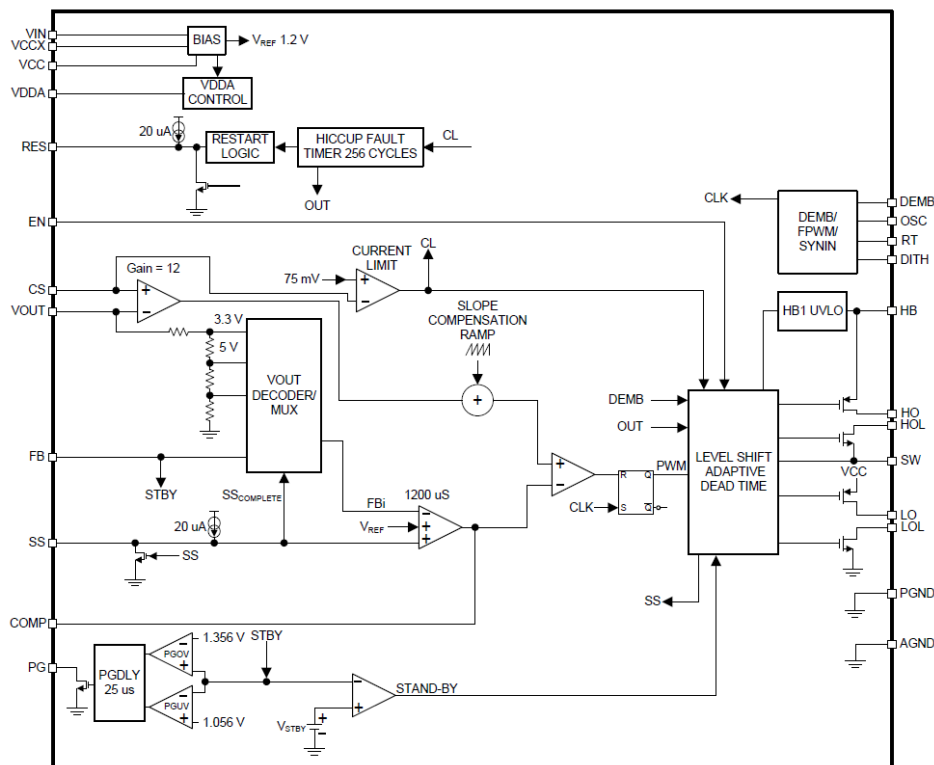 VIN
VCCX
VCC
VDDA
BIAS
VREF 1.2 V
VDDA
CONTROL
20 uA
RES
RESTART
LOGIC
HICCUP FAULT
TIMER 256 CYCLES
CL
OUT
EN
CLK
DEMB/
FPWM/
SYNIN
DEMB
OSC
RT
DITH
CS
VOUT
Gain = 12
+
−
75 mV
CURRENT
LIMIT
+
−
CL
SLOPE
COMPENSATION
RAMP
+
3.3 V
5 V
VOUT
DECODER/
MUX
HB1 UVLO
HB
DEMB
OUT
LEVEL SHIFT
ADAPTIVE
DEAD TIME
HO
HOL
SW
VCC
LO
LOL
FB
STBY
SSCOMPLETE
FBi
1200 uS
VREF
−
+
+
+
−
R
Q
S
Q
PWM
CLK
20 uA
SS
SS
SS
COMP
PGND
AGND
PG
PGDLY
25 us
−
PGOV
+
1.356 V
−
PGUV
+
1.056 V
STBY
−
+
VSTBY
+
−
STAND-BY